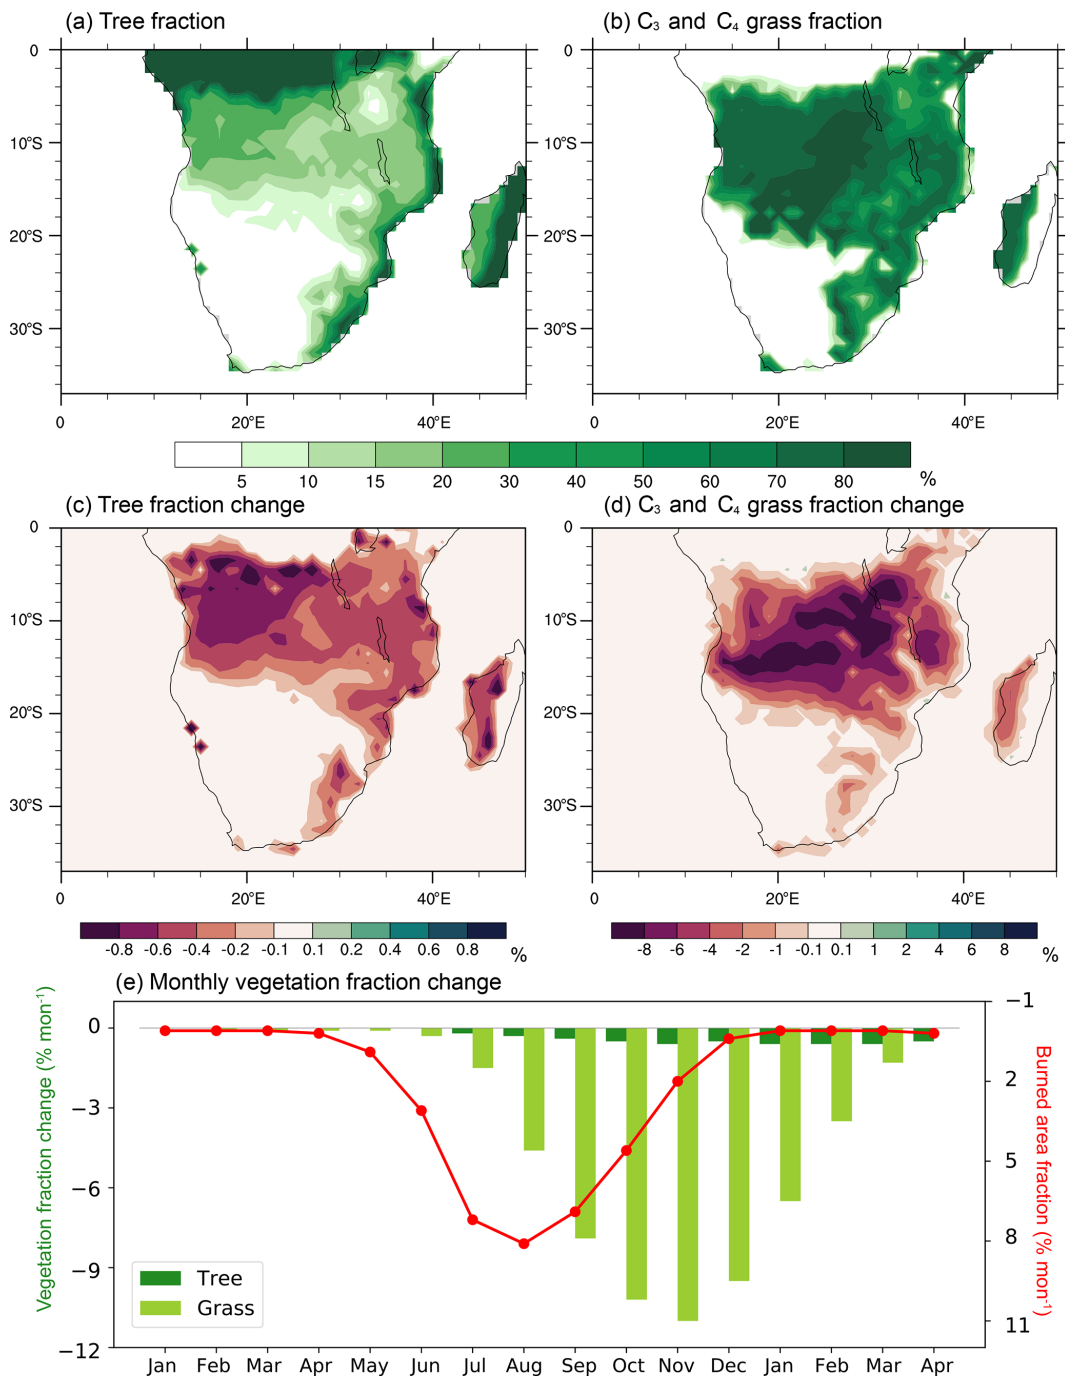 (a) Tree fraction
(b) C₃ and C₄ grass fraction
0
10°S
20°S
30°S
0
20°E
40°E
0
10°S
20°S
30°S
0
20°E
40°E
5 10 15 20 30 40 50 60 70 80 %
(c) Tree fraction change
(d) C₃ and C₄ grass fraction change
0
10°S
20°S
30°S
0
20°E
40°E
0
10°S
20°S
30°S
0
20°E
40°E
-0.8 -0.6 -0.4 -0.2 -0.1 0.1 0.2 0.4 0.6 0.8 %
-8 -6 -4 -2 -1 -0.1 0.1 1 2 4 6 8 %
(e) Monthly vegetation fraction change
Vegetation fraction change (% mon⁻¹)
0
−3
−6
−9
−12
Tree
Grass
−1
2
5
8
11
Burned area fraction (% mon⁻¹)
Jan Feb Mar Apr May Jun Jul Aug Sep Oct Nov Dec Jan Feb Mar Apr